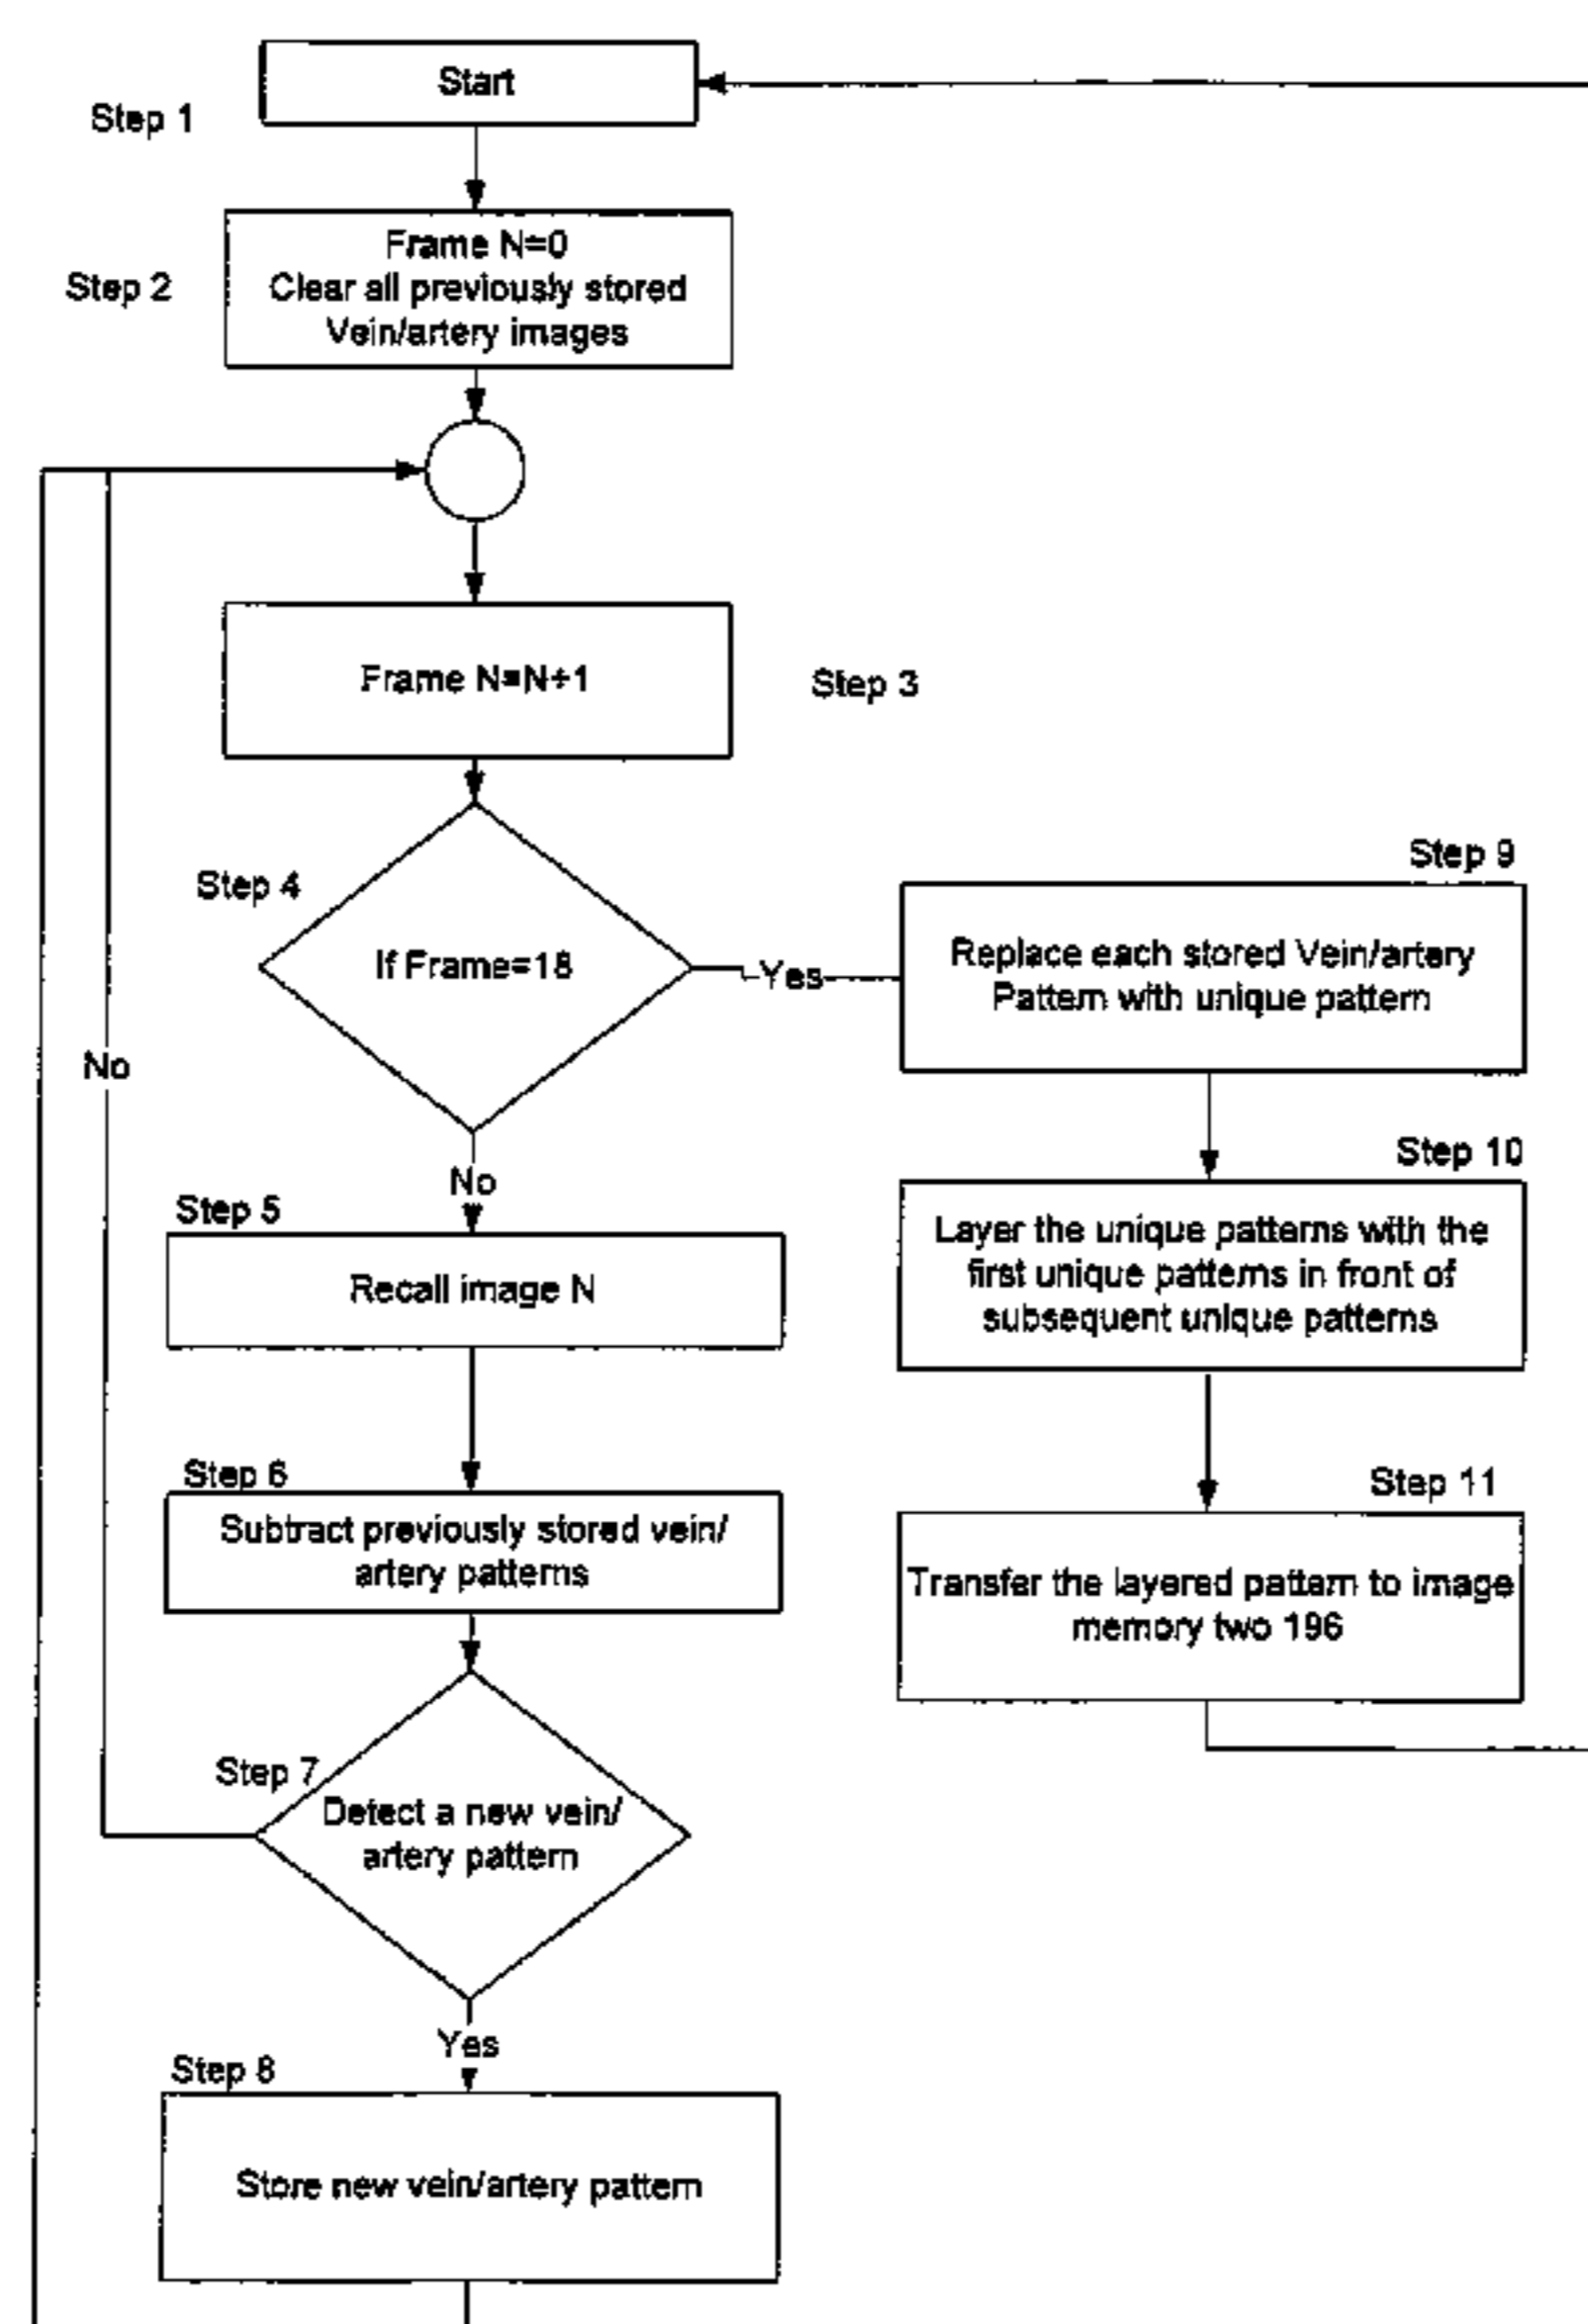 Start
Step 1
Frame N=0
Step 2
Clear all previously stored
Vein/artery images
Frame N=N+1
Step 3
Step 4
If Frame=18
Yes
No
No
Step 5
Recall image N
Step 6
Subtract previously stored vein/
artery patterns
Step 7
Detect a new vein/
artery pattern
Yes
Step 8
Store new vein/artery pattern
Step 9
Replace each stored Vein/artery
Pattern with unique pattern
Step 10
Layer the unique patterns with the
first unique patterns in front of
subsequent unique patterns
Step 11
Transfer the layered pattern to image
memory two 196